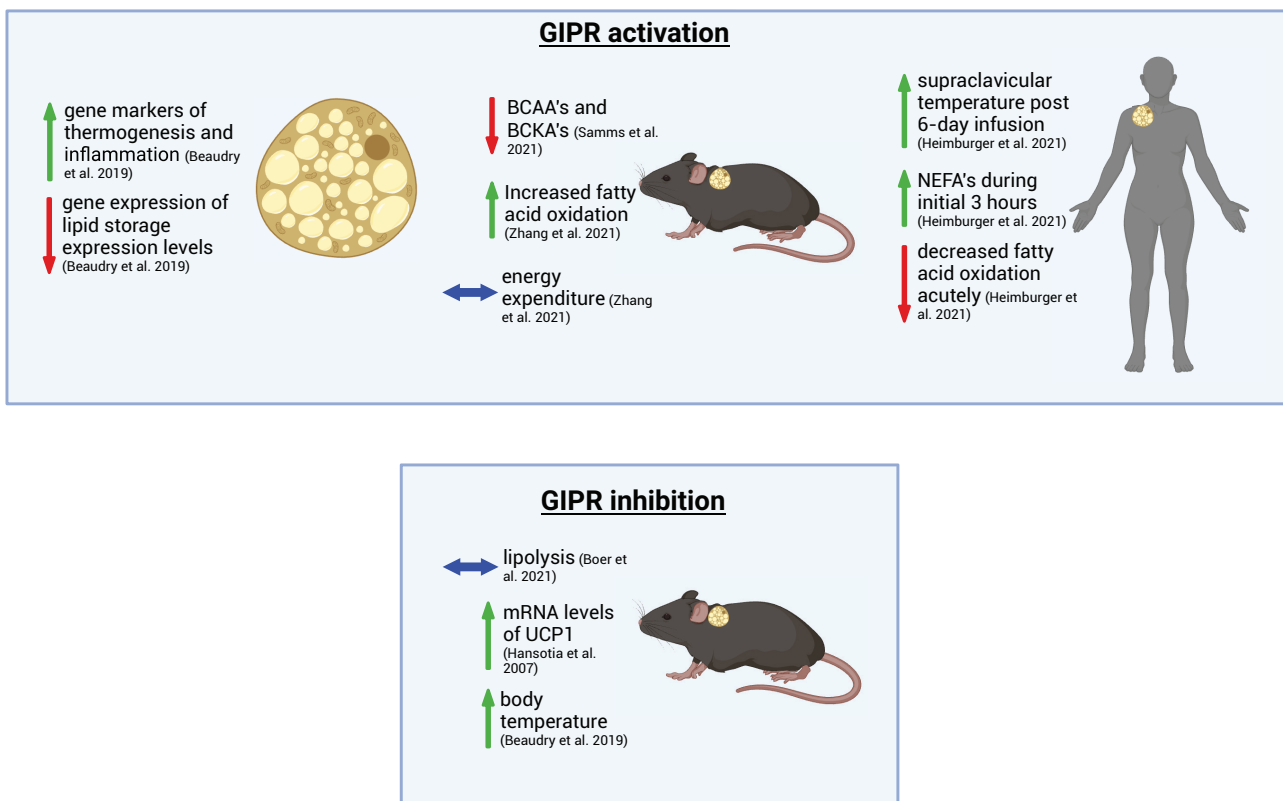 GIPR activation
gene markers of
thermogenesis and
inflammation (Beaudry
et al. 2019)
gene expression of
lipid storage
expression levels
(Beaudry et al. 2019)
BCAA's and
BCKA's (Samms et al.
2021)
Increased fatty
acid oxidation
(Zhang et al. 2021)
energy
expenditure (Zhang
et al. 2021)
supraclavicular
temperature post
6-day infusion
(Heimburger et al. 2021)
NEFA's during
initial 3 hours
(Heimburger et al. 2021)
decreased fatty
acid oxidation
acutely (Heimburger et
al. 2021)
GIPR inhibition
lipolysis (Boer et
al. 2021)
mRNA levels
of UCP1
(Hansotia et al.
2007)
body
temperature
(Beaudry et al. 2019)